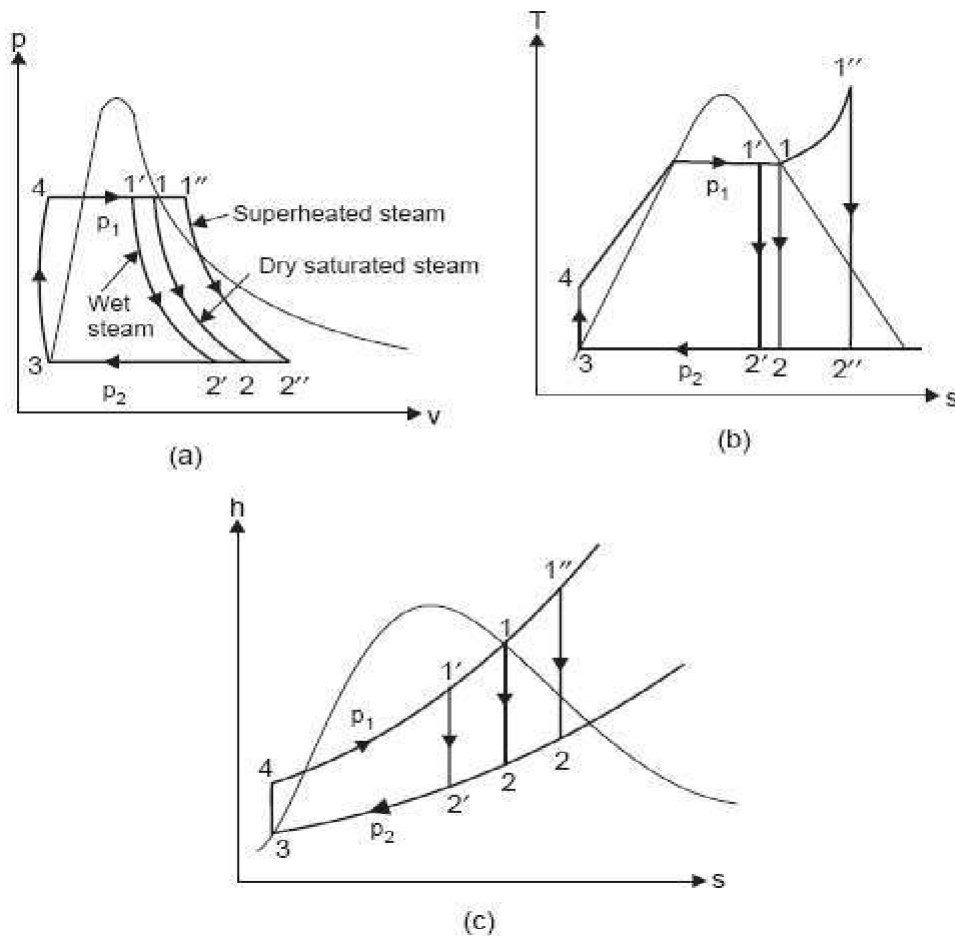 p
4
1′ 1 1″
p1
Superheated steam
Dry saturated steam
Wet
steam
3
p2
2′ 2 2″
v
(a)
T
1″
1′ 1
p1
4
3
p2
2′ 2 2″
s
(b)
h
1″
1
1′
p1
4
2
2
2′
p2
3
s
(c)